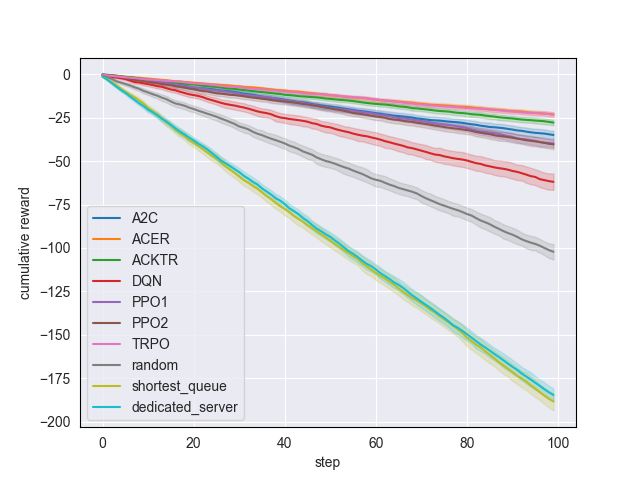 0
−25
−50
−75
−100
−125
−150
−175
−200
cumulative reward
A2C
ACER
ACKTR
DQN
PPO1
PPO2
TRPO
random
shortest_queue
dedicated_server
0 20 40 60 80 100
step